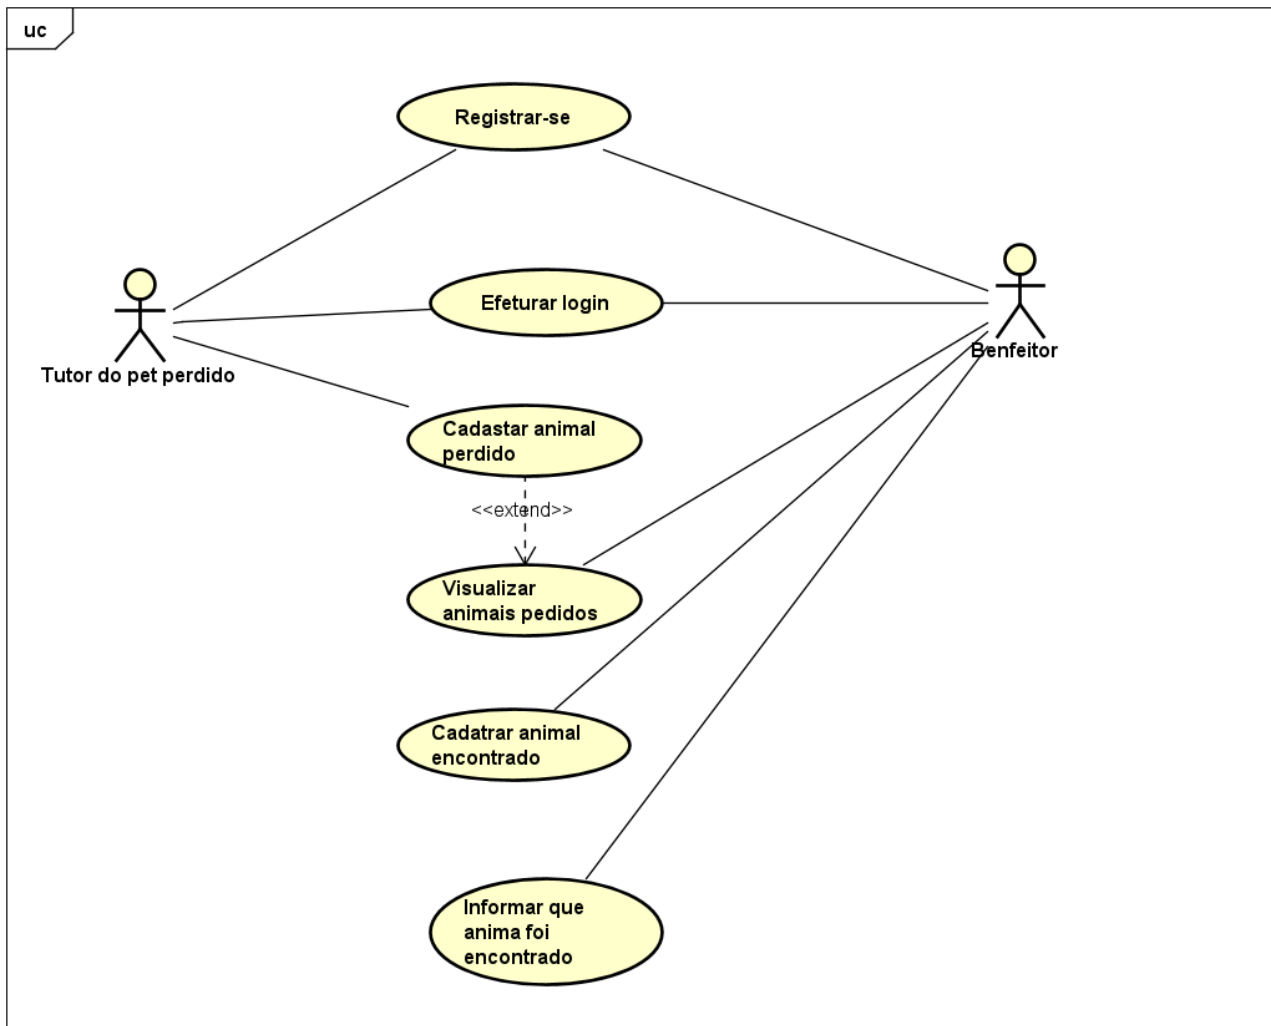 uc
Registrar-se
Efeturar login
Tutor do pet perdido
Benfeitor
Cadastar animal
perdido
<<extend>>
Visualizar
animais pedidos
Cadatrar animal
encontrado
Informar que
anima foi
encontrado